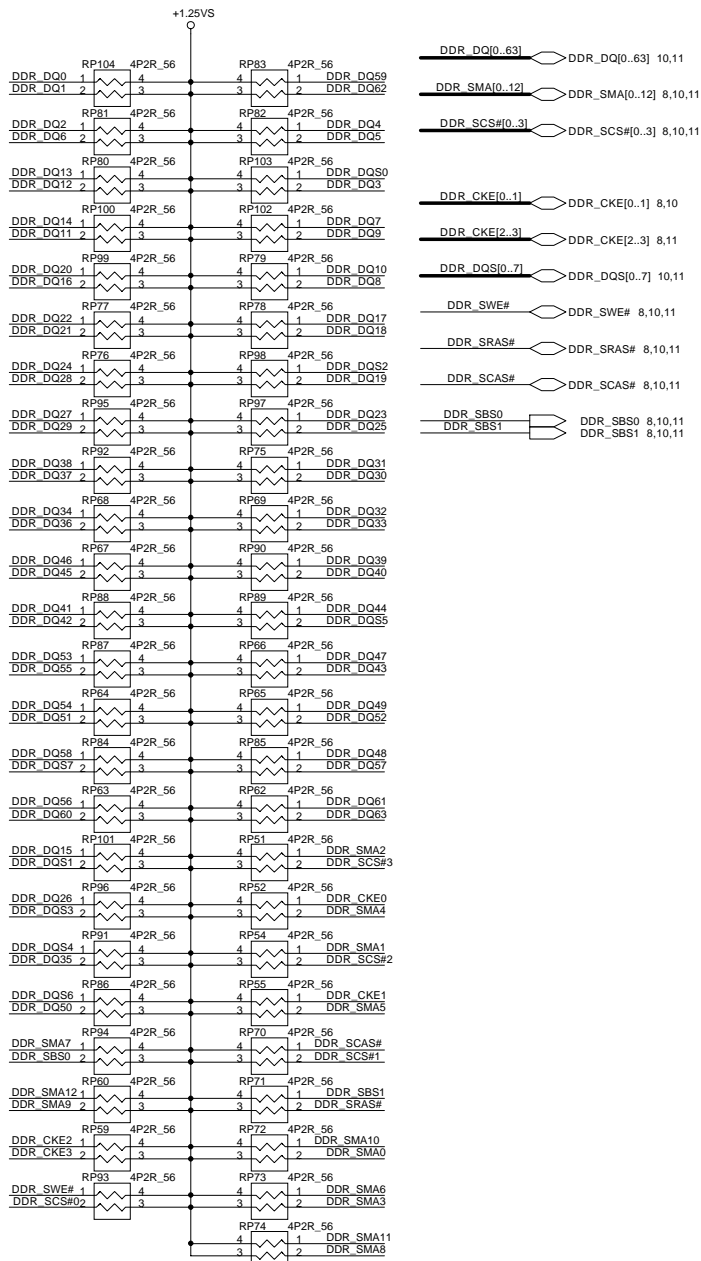 +1.25VS
RP104 4P2R_56 RP83 4P2R_56
DDR_DQ0 1 4 4 1 DDR_DQ59
DDR_DQ1 2 3 3 2 DDR_DQ62
RP81 4P2R_56 RP82 4P2R_56
DDR_DQ2 1 4 4 1 DDR_DQ4
DDR_DQ6 2 3 3 2 DDR_DQ5
RP80 4P2R_56 RP103 4P2R_56
DDR_DQ13 1 4 4 1 DDR_DQS0
DDR_DQ12 2 3 3 2 DDR_DQ3
RP100 4P2R_56 RP102 4P2R_56
DDR_DQ14 1 4 4 1 DDR_DQ7
DDR_DQ11 2 3 3 2 DDR_DQ9
RP99 4P2R_56 RP79 4P2R_56
DDR_DQ20 1 4 4 1 DDR_DQ10
DDR_DQ16 2 3 3 2 DDR_DQ8
RP77 4P2R_56 RP78 4P2R_56
DDR_DQ22 1 4 4 1 DDR_DQ17
DDR_DQ21 2 3 3 2 DDR_DQ18
RP76 4P2R_56 RP98 4P2R_56
DDR_DQ24 1 4 4 1 DDR_DQS2
DDR_DQ28 2 3 3 2 DDR_DQ19
RP95 4P2R_56 RP97 4P2R_56
DDR_DQ27 1 4 4 1 DDR_DQ23
DDR_DQ29 2 3 3 2 DDR_DQ25
RP92 4P2R_56 RP75 4P2R_56
DDR_DQ38 1 4 4 1 DDR_DQ31
DDR_DQ37 2 3 3 2 DDR_DQ30
RP68 4P2R_56 RP69 4P2R_56
DDR_DQ34 1 4 4 1 DDR_DQ32
DDR_DQ36 2 3 3 2 DDR_DQ33
RP67 4P2R_56 RP90 4P2R_56
DDR_DQ46 1 4 4 1 DDR_DQ39
DDR_DQ45 2 3 3 2 DDR_DQ40
RP88 4P2R_56 RP89 4P2R_56
DDR_DQ41 1 4 4 1 DDR_DQ44
DDR_DQ42 2 3 3 2 DDR_DQS5
RP87 4P2R_56 RP66 4P2R_56
DDR_DQ53 1 4 4 1 DDR_DQ47
DDR_DQ55 2 3 3 2 DDR_DQ43
RP64 4P2R_56 RP65 4P2R_56
DDR_DQ54 1 4 4 1 DDR_DQ49
DDR_DQ51 2 3 3 2 DDR_DQ52
RP84 4P2R_56 RP85 4P2R_56
DDR_DQ58 1 4 4 1 DDR_DQ48
DDR_DQS7 2 3 3 2 DDR_DQ57
RP63 4P2R_56 RP62 4P2R_56
DDR_DQ56 1 4 4 1 DDR_DQ61
DDR_DQ60 2 3 3 2 DDR_DQ63
RP101 4P2R_56 RP51 4P2R_56
DDR_DQ15 1 4 4 1 DDR_SMA2
DDR_DQS1 2 3 3 2 DDR_SCS#3
RP96 4P2R_56 RP52 4P2R_56
DDR_DQ26 1 4 4 1 DDR_CKE0
DDR_DQS3 2 3 3 2 DDR_SMA4
RP91 4P2R_56 RP54 4P2R_56
DDR_DQS4 1 4 4 1 DDR_SMA1
DDR_DQ35 2 3 3 2 DDR_SCS#2
RP86 4P2R_56 RP55 4P2R_56
DDR_DQS6 1 4 4 1 DDR_CKE1
DDR_DQ50 2 3 3 2 DDR_SMA5
RP94 4P2R_56 RP70 4P2R_56
DDR_SMA7 1 4 4 1 DDR_SCAS#
DDR_SBS0 2 3 3 2 DDR_SCS#1
RP60 4P2R_56 RP71 4P2R_56
DDR_SMA12 1 4 4 1 DDR_SBS1
DDR_SMA9 2 3 3 2 DDR_SRAS#
RP59 4P2R_56 RP72 4P2R_56
DDR_CKE2 1 4 4 1 DDR_SMA10
DDR_CKE3 2 3 3 2 DDR_SMA0
RP93 4P2R_56 RP73 4P2R_56
DDR_SWE# 1 4 4 1 DDR_SMA6
DDR_SCS#0 2 3 3 2 DDR_SMA3
RP74 4P2R_56
4 1 DDR_SMA11
3 2 DDR_SMA8
DDR_DQ[0..63] DDR_DQ[0..63] 10,11
DDR_SMA[0..12] DDR_SMA[0..12] 8,10,11
DDR_SCS#[0..3] DDR_SCS#[0..3] 8,10,11
DDR_CKE[0..1] DDR_CKE[0..1] 8,10
DDR_CKE[2..3] DDR_CKE[2..3] 8,11
DDR_DQS[0..7] DDR_DQS[0..7] 10,11
DDR_SWE# DDR_SWE# 8,10,11
DDR_SRAS# DDR_SRAS# 8,10,11
DDR_SCAS# DDR_SCAS# 8,10,11
DDR_SBS0 DDR_SBS0 8,10,11
DDR_SBS1 DDR_SBS1 8,10,11